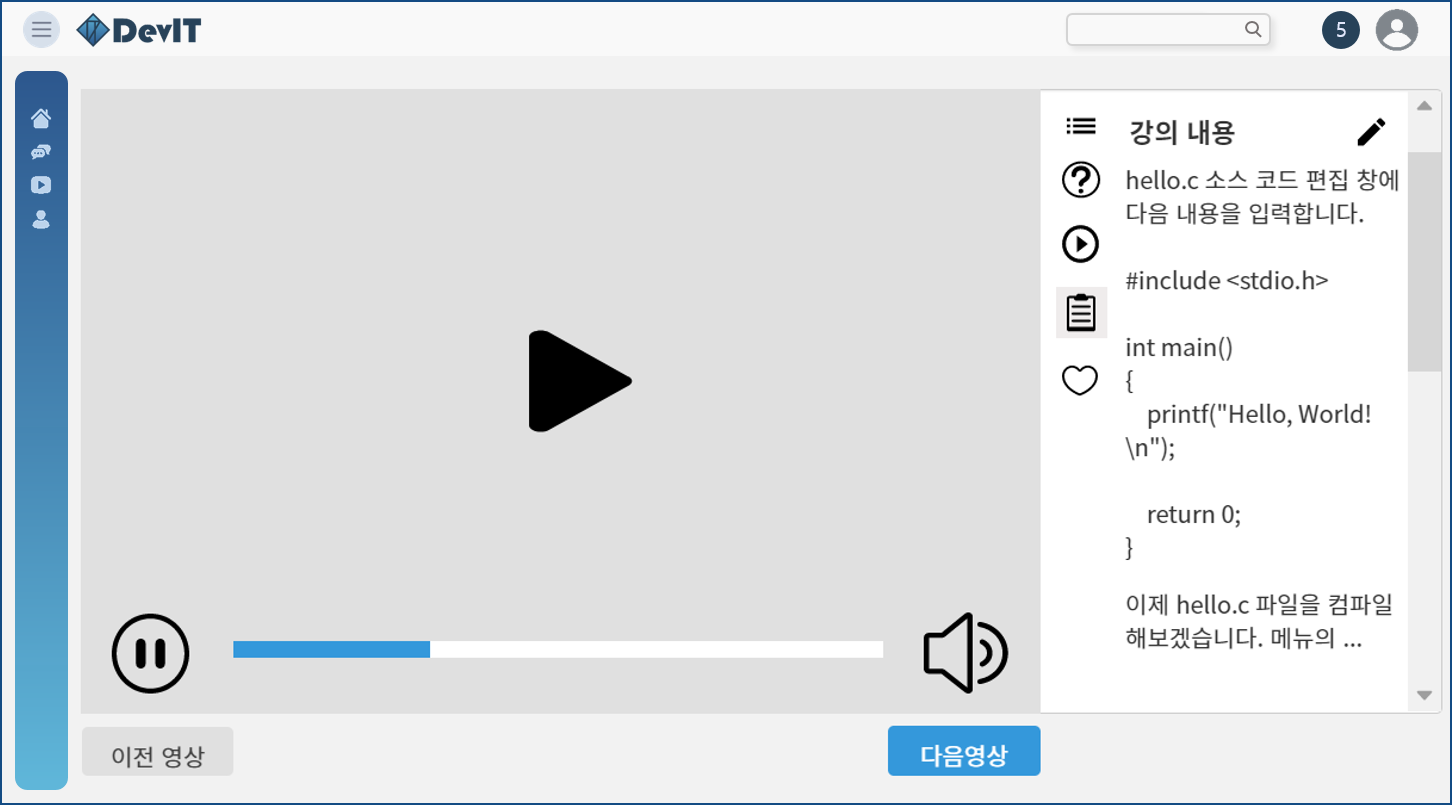 DevIT
5
강의 내용
hello.c 소스 코드 편집 창에
다음 내용을 입력합니다.
#include <stdio.h>
int main()
{
printf("Hello, World!
\n");
return 0;
}
이제 hello.c 파일을 컴파일
해보겠습니다. 메뉴의 ...
이전 영상
다음영상